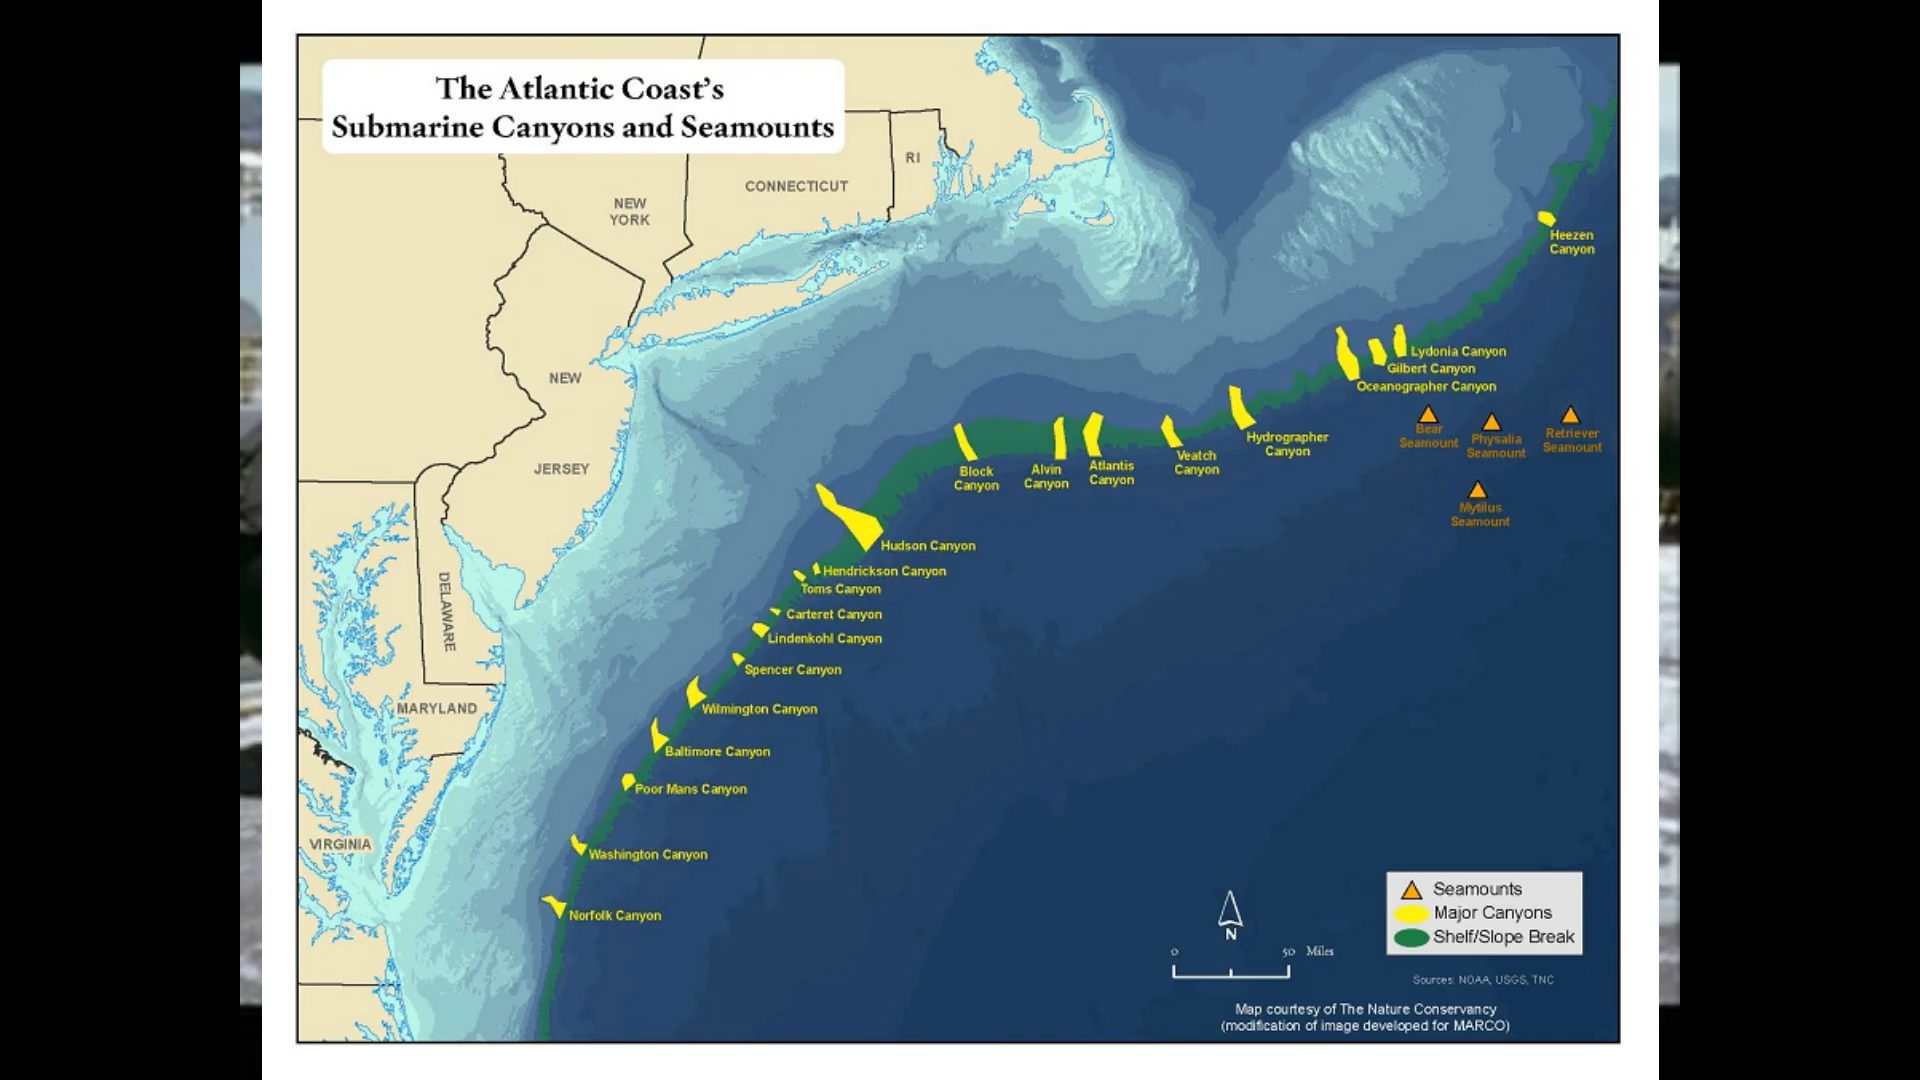 The Atlantic Coast's
Submarine Canyons and Seamounts
RI
CONNECTICUT
NEW
YORK
Heezen
Canyon
Lydonia Canyon
Gilbert Canyon
Oceanographer Canyon
NEW
JERSEY
Bear
Seamount
Physalia
Seamount
Retriever
Seamount
Hydrographer
Canyon
Veatch
Canyon
Atlantis
Canyon
Alvin
Canyon
Block
Canyon
Mytilus
Seamount
Hudson Canyon
Hendrickson Canyon
Toms Canyon
DELAWARE
Carteret Canyon
Lindenkohl Canyon
Spencer Canyon
MARYLAND
Wilmington Canyon
Baltimore Canyon
Poor Mans Canyon
VIRGINIA
Washington Canyon
Norfolk Canyon
Seamounts
Major Canyons
Shelf/Slope Break
N
0 50 Miles
Sources: NOAA, USGS, TNC
Map courtesy of The Nature Conservancy
(modification of image developed for MARCO)